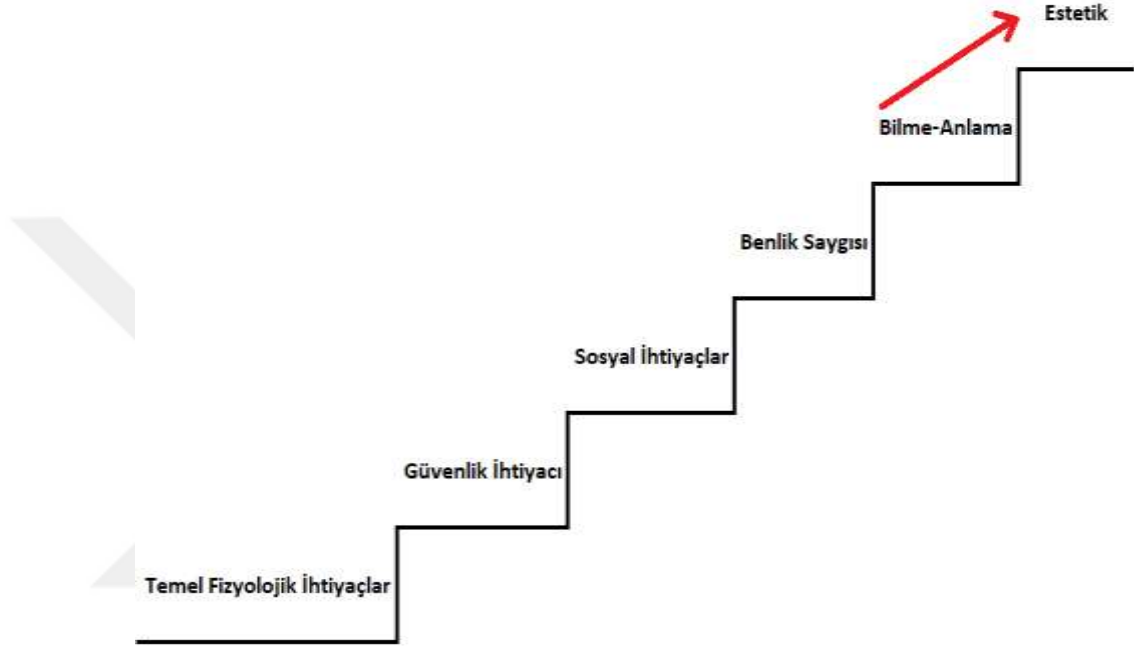 Estetik
Bilme-Anlama
Benlik Saygısı
Sosyal İhtiyaçlar
Güvenlik İhtiyacı
Temel Fizyolojik İhtiyaçlar